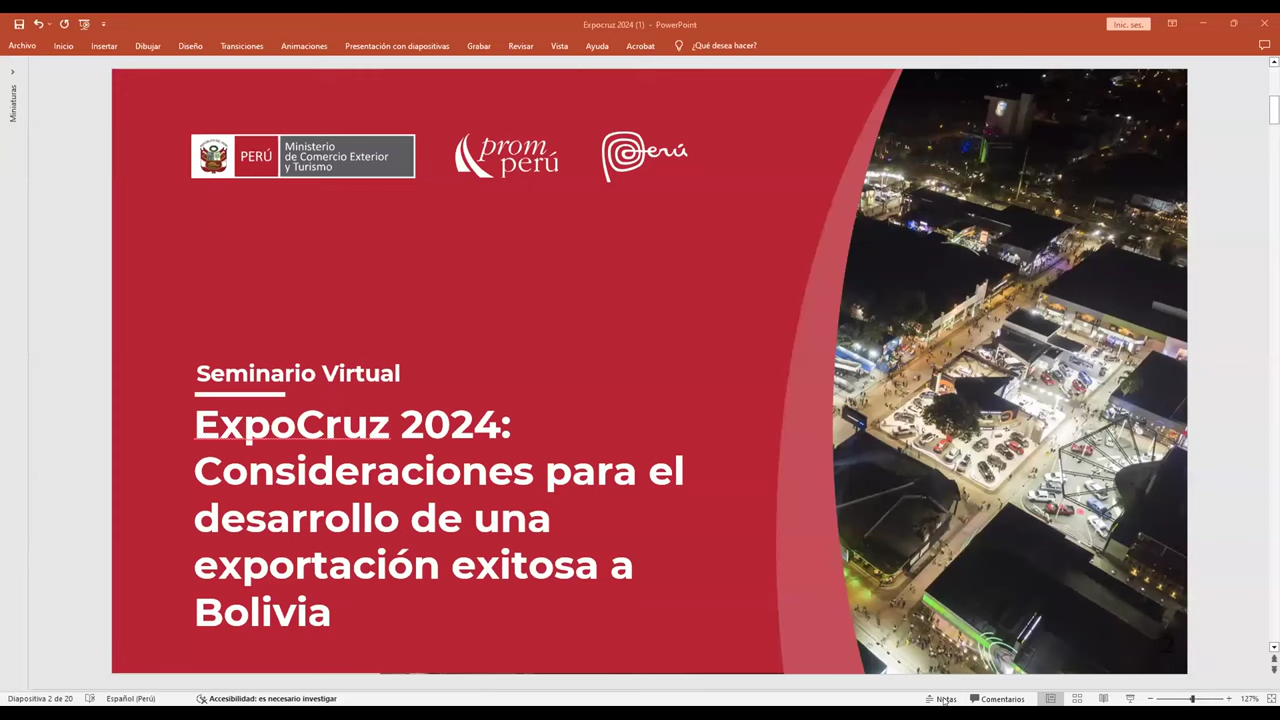 Expocruz 2024 (1) - PowerPoint
Inic. ses.
Archivo Inicio Insertar Dibujar Diseño Transiciones Animaciones Presentación con diapositivas Grabar Revisar Vista Ayuda Acrobat ¿Qué desea hacer?
Miniaturas
PERÚ
Ministerio
de Comercio Exterior
y Turismo
prom
perú
Perú
Seminario Virtual
ExpoCruz 2024:
Consideraciones para el
desarrollo de una
exportación exitosa a
Bolivia
Diapositiva 2 de 20 Español (Perú) Accesibilidad: es necesario investigar Notas Comentarios 127%